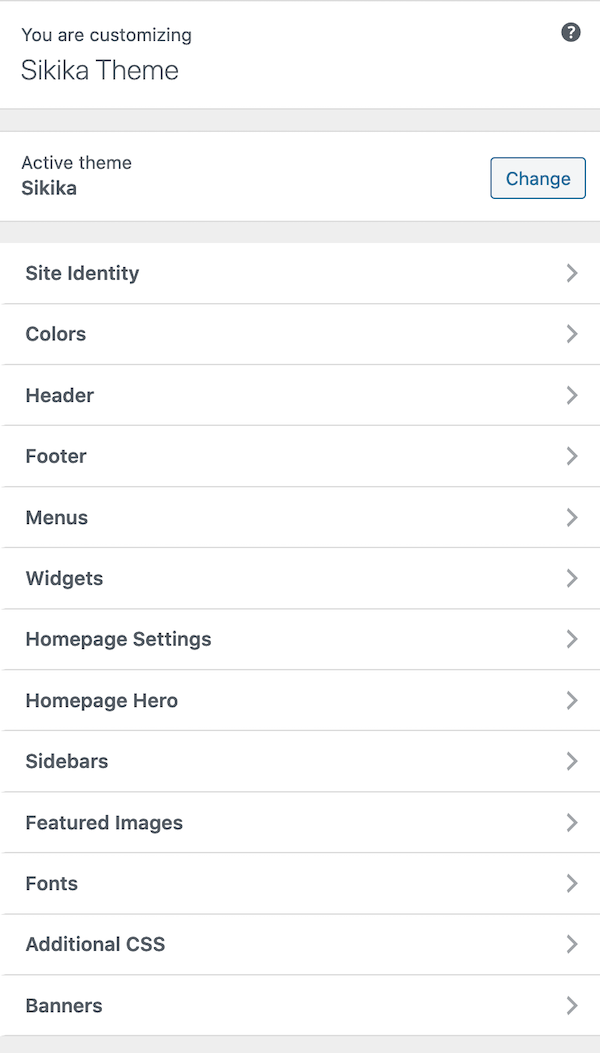 You are customizing
?
Sikika Theme
Active theme
Sikika
Change
Site Identity
Colors
Header
Footer
Menus
Widgets
Homepage Settings
Homepage Hero
Sidebars
Featured Images
Fonts
Additional CSS
Banners